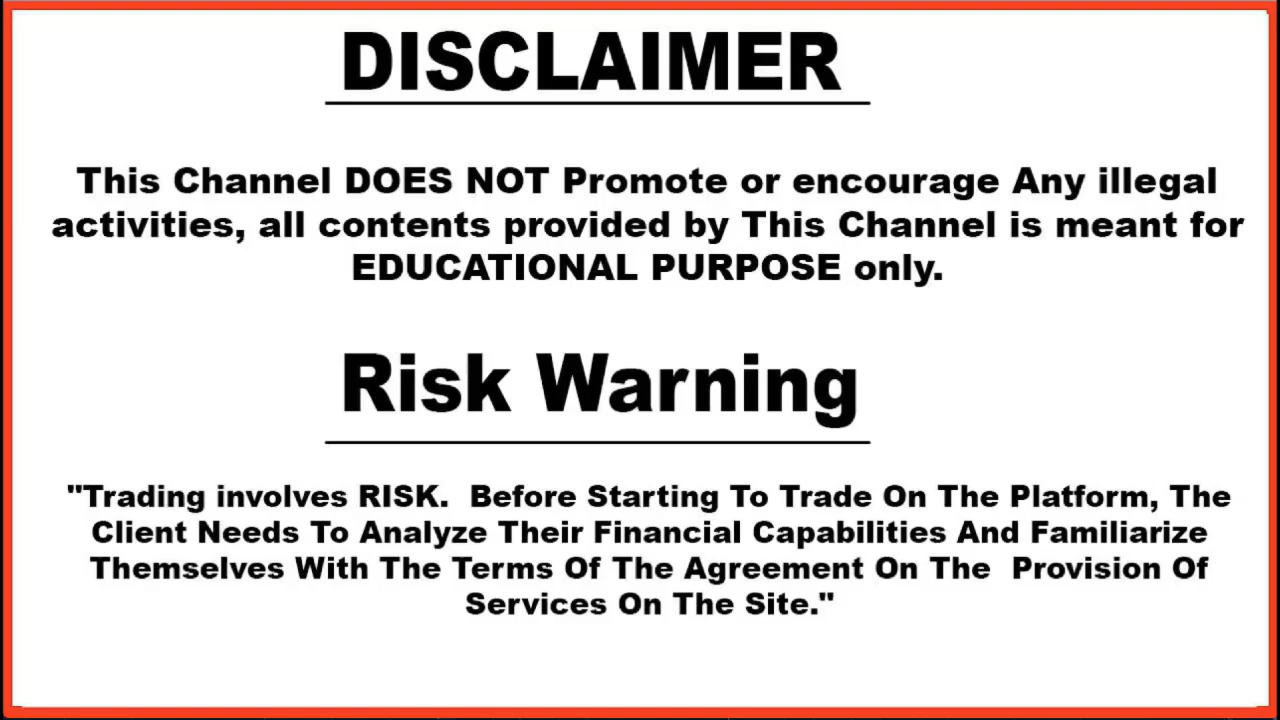 DISCLAIMER
This Channel DOES NOT Promote or encourage Any illegal
activities, all contents provided by This Channel is meant for
EDUCATIONAL PURPOSE only.
Risk Warning
"Trading involves RISK.  Before Starting To Trade On The Platform, The
Client Needs To Analyze Their Financial Capabilities And Familiarize
Themselves With The Terms Of The Agreement On The  Provision Of
Services On The Site."